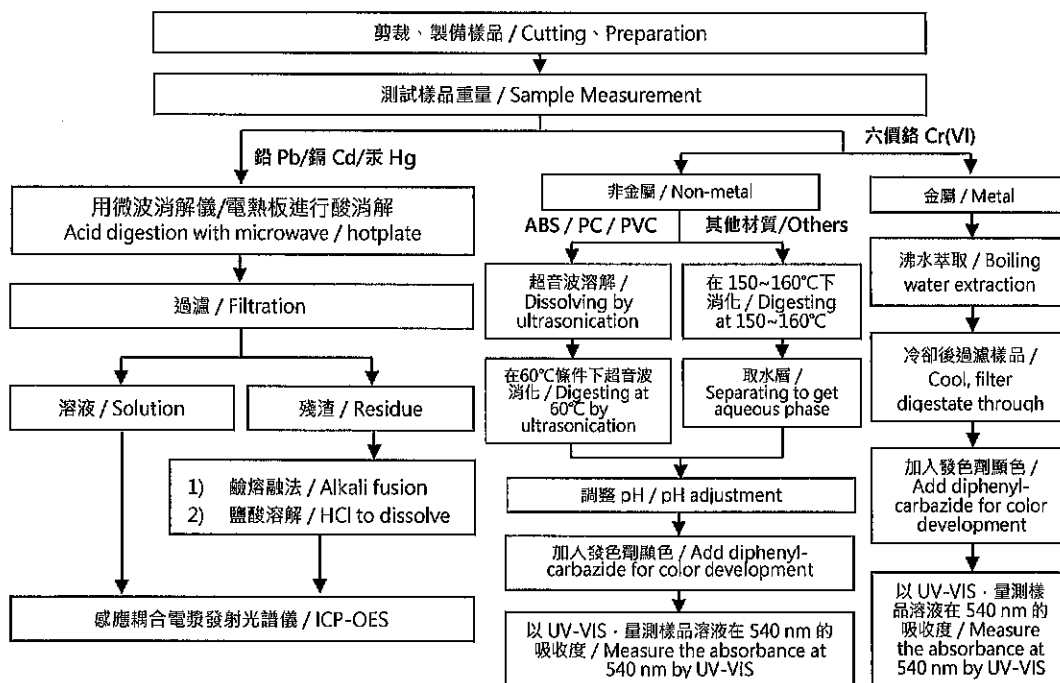 剪裁、製備樣品 / Cutting、Preparation
測試樣品重量 / Sample Measurement
六價鉻 Cr(VI)
鉛 Pb/鎘 Cd/汞 Hg
用微波消解儀/電熱板進行酸消解
Acid digestion with microwave / hotplate
過濾 / Filtration
溶液 / Solution
殘渣 / Residue
1) 鹼熔融法 / Alkali fusion
2) 鹽酸溶解 / HCl to dissolve
感應耦合電漿發射光譜儀 / ICP-OES
非金屬 / Non-metal
ABS / PC / PVC
其他材質/Others
超音波溶解 /
Dissolving by
ultrasonication
在 150~160℃下
消化 / Digesting
at 150~160℃
在60℃條件下超音波
消化 / Digesting at
60℃ by
ultrasonication
取水層 /
Separating to get
aqueous phase
調整 pH / pH adjustment
加入發色劑顯色 / Add diphenyl-
carbazide for color development
以 UV-VIS，量測樣品溶液在 540 nm 的
吸收度 / Measure the absorbance at
540 nm by UV-VIS
金屬 / Metal
沸水萃取 / Boiling
water extraction
冷卻後過濾樣品 /
Cool, filter
digestate through
加入發色劑顯色 /
Add diphenyl-
carbazide for color
development
以 UV-VIS，量測樣
品溶液在 540 nm 的
吸收度 / Measure
the absorbance at
540 nm by UV-VIS